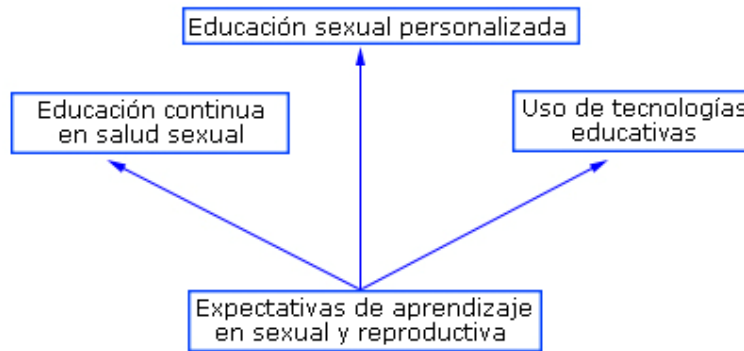 Educación sexual personalizada
Educación continua
en salud sexual
Uso de tecnologías
educativas
Expectativas de aprendizaje
en sexual y reproductiva